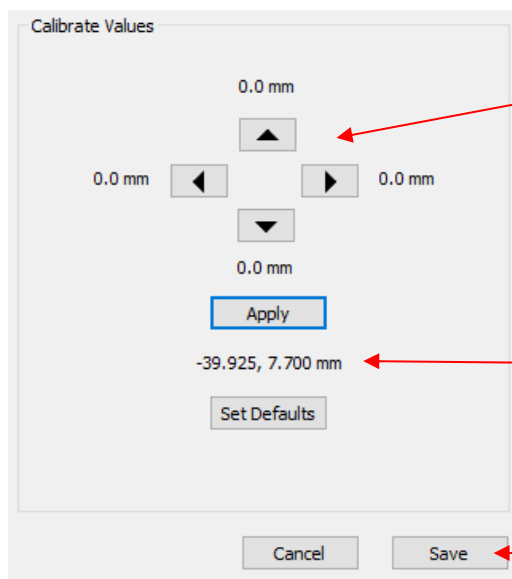 Calibrate Values
0.0 mm
0.0 mm 0.0 mm
0.0 mm
Apply
-39.925, 7.700 mm
Set Defaults
Cancel Save